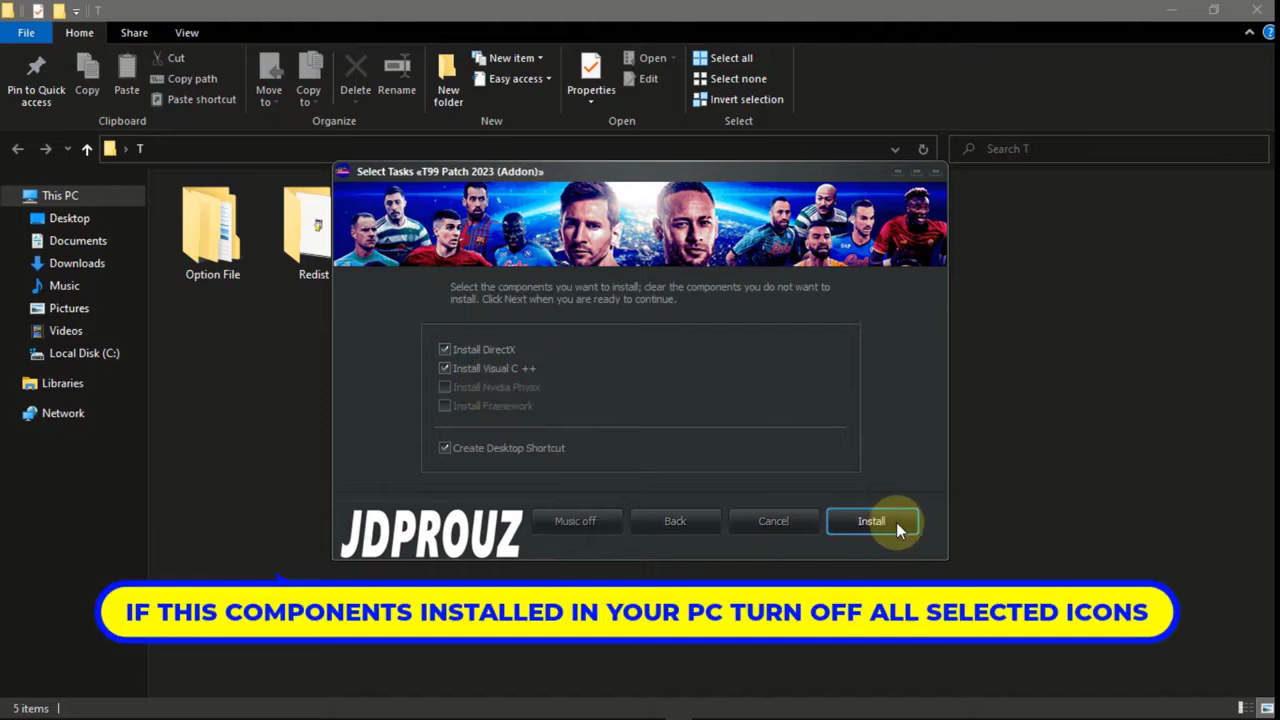 T
File
Home
Share
View
Pin to Quick
access
Copy
Paste
Cut
Copy path
Paste shortcut
Clipboard
Move
to
Copy
to
Delete
Rename
Organize
New
folder
New item
Easy access
New
Properties
Open
Edit
Open
Select all
Select none
Invert selection
Select
T
Search T
This PC
Desktop
Documents
Downloads
Music
Pictures
Videos
Local Disk (C:)
Libraries
Network
Option File
Redist
Select Tasks «T99 Patch 2023 (Addon)»
Select the components you want to install; clear the components you do not want to
install. Click Next when you are ready to continue.
Install DirectX
Install Visual C ++
Install Nvidia Physx
Install Framework
Create Desktop Shortcut
JDPROUZ
Music off
Back
Cancel
Install
IF THIS COMPONENTS INSTALLED IN YOUR PC TURN OFF ALL SELECTED ICONS
5 items